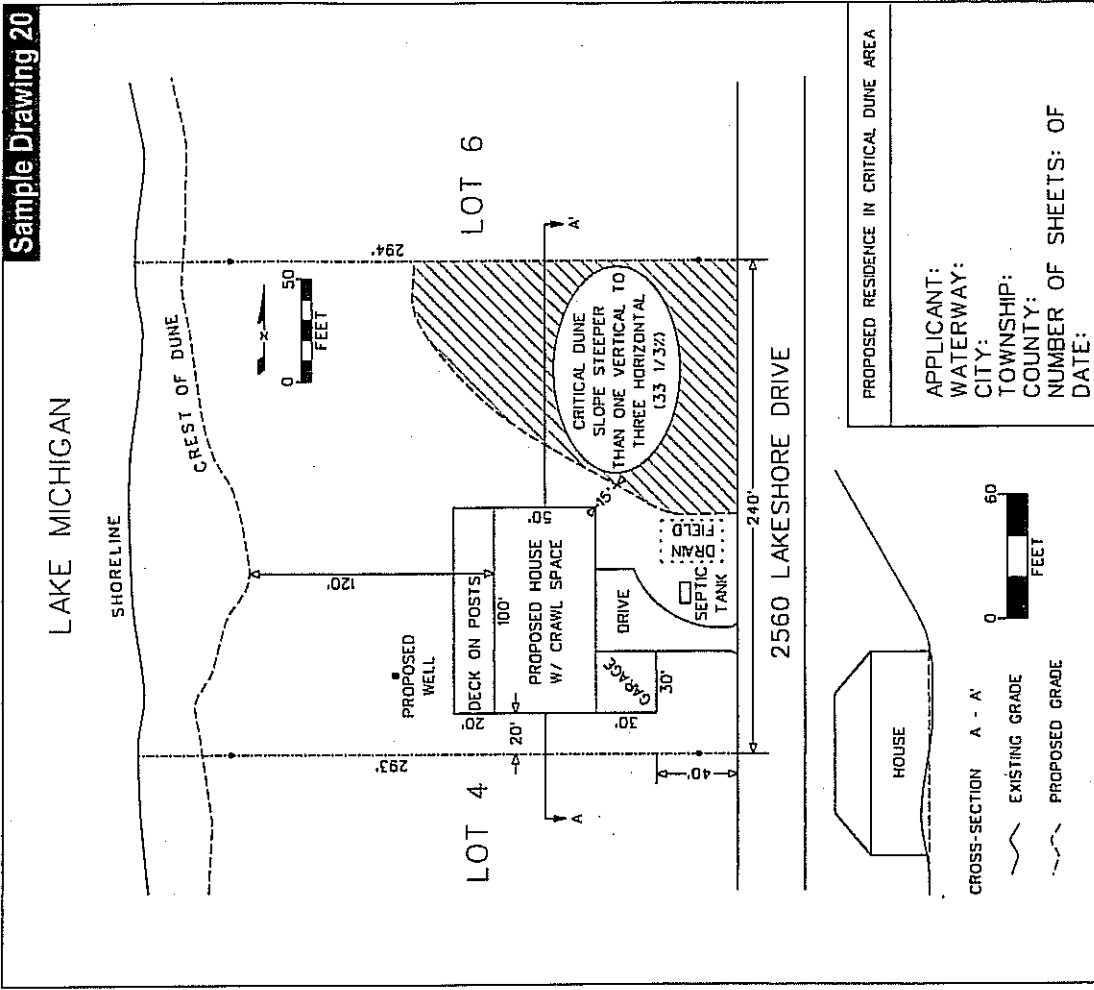 Sample Drawing 20
LAKE MICHIGAN
SHORELINE
CREST OF DUNE
0 50
FEET
294'
LOT 6
A'
120'
PROPOSED
WELL
DECK ON POSTS
20'
20'
100'
50'
PROPOSED HOUSE
W/ CRAWL SPACE
15'
CRITICAL DUNE
SLOPE STEEPER
THAN ONE VERTICAL TO
THREE HORIZONTAL
(33 1/3%)
293'
LOT 4
A
GARAGE
30'
30'
40'
DRIVE
SEPTIC
TANK
DRAIN
FIELD
240'
2560 LAKESHORE DRIVE
HOUSE
CROSS-SECTION A - A'
EXISTING GRADE
PROPOSED GRADE
0 60
FEET
PROPOSED RESIDENCE IN CRITICAL DUNE AREA
APPLICANT:
WATERWAY:
CITY:
TOWNSHIP:
COUNTY:
NUMBER OF SHEETS: OF
DATE: